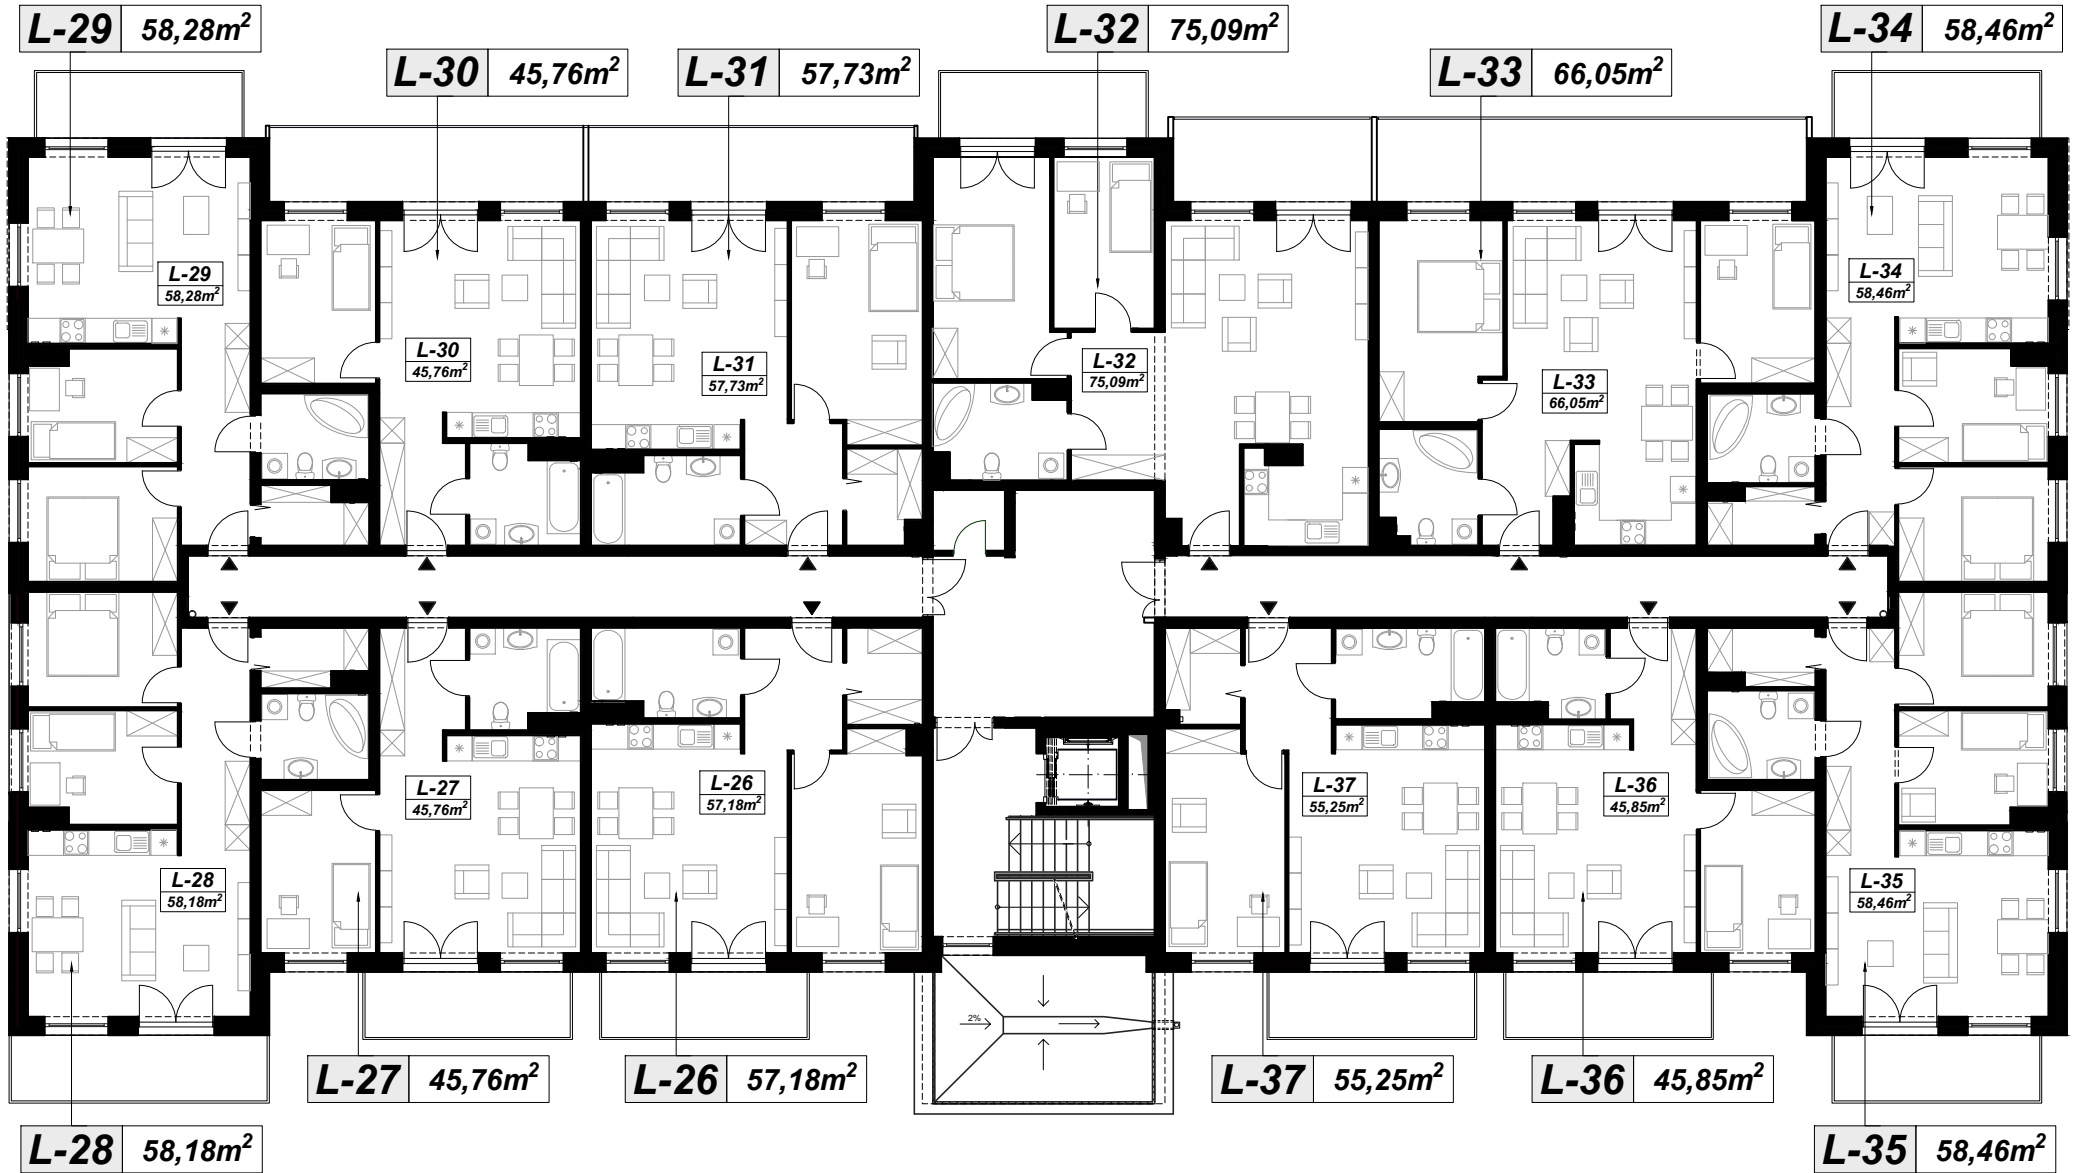 L-29 58,28m²
L-32 75,09m²
L-34 58,46m²
L-30 45,76m²
L-31 57,73m²
L-33 66,05m²
L-29
58,28m²
L-34
58,46m²
L-30
45,76m²
L-31
57,73m²
L-32
75,09m²
L-33
66,05m²
L-27
45,76m²
L-26
57,18m²
L-37
55,25m²
L-36
45,85m²
L-28
58,18m²
L-35
58,46m²
2%
L-27 45,76m²
L-26 57,18m²
L-37 55,25m²
L-36 45,85m²
L-28 58,18m²
L-35 58,46m²